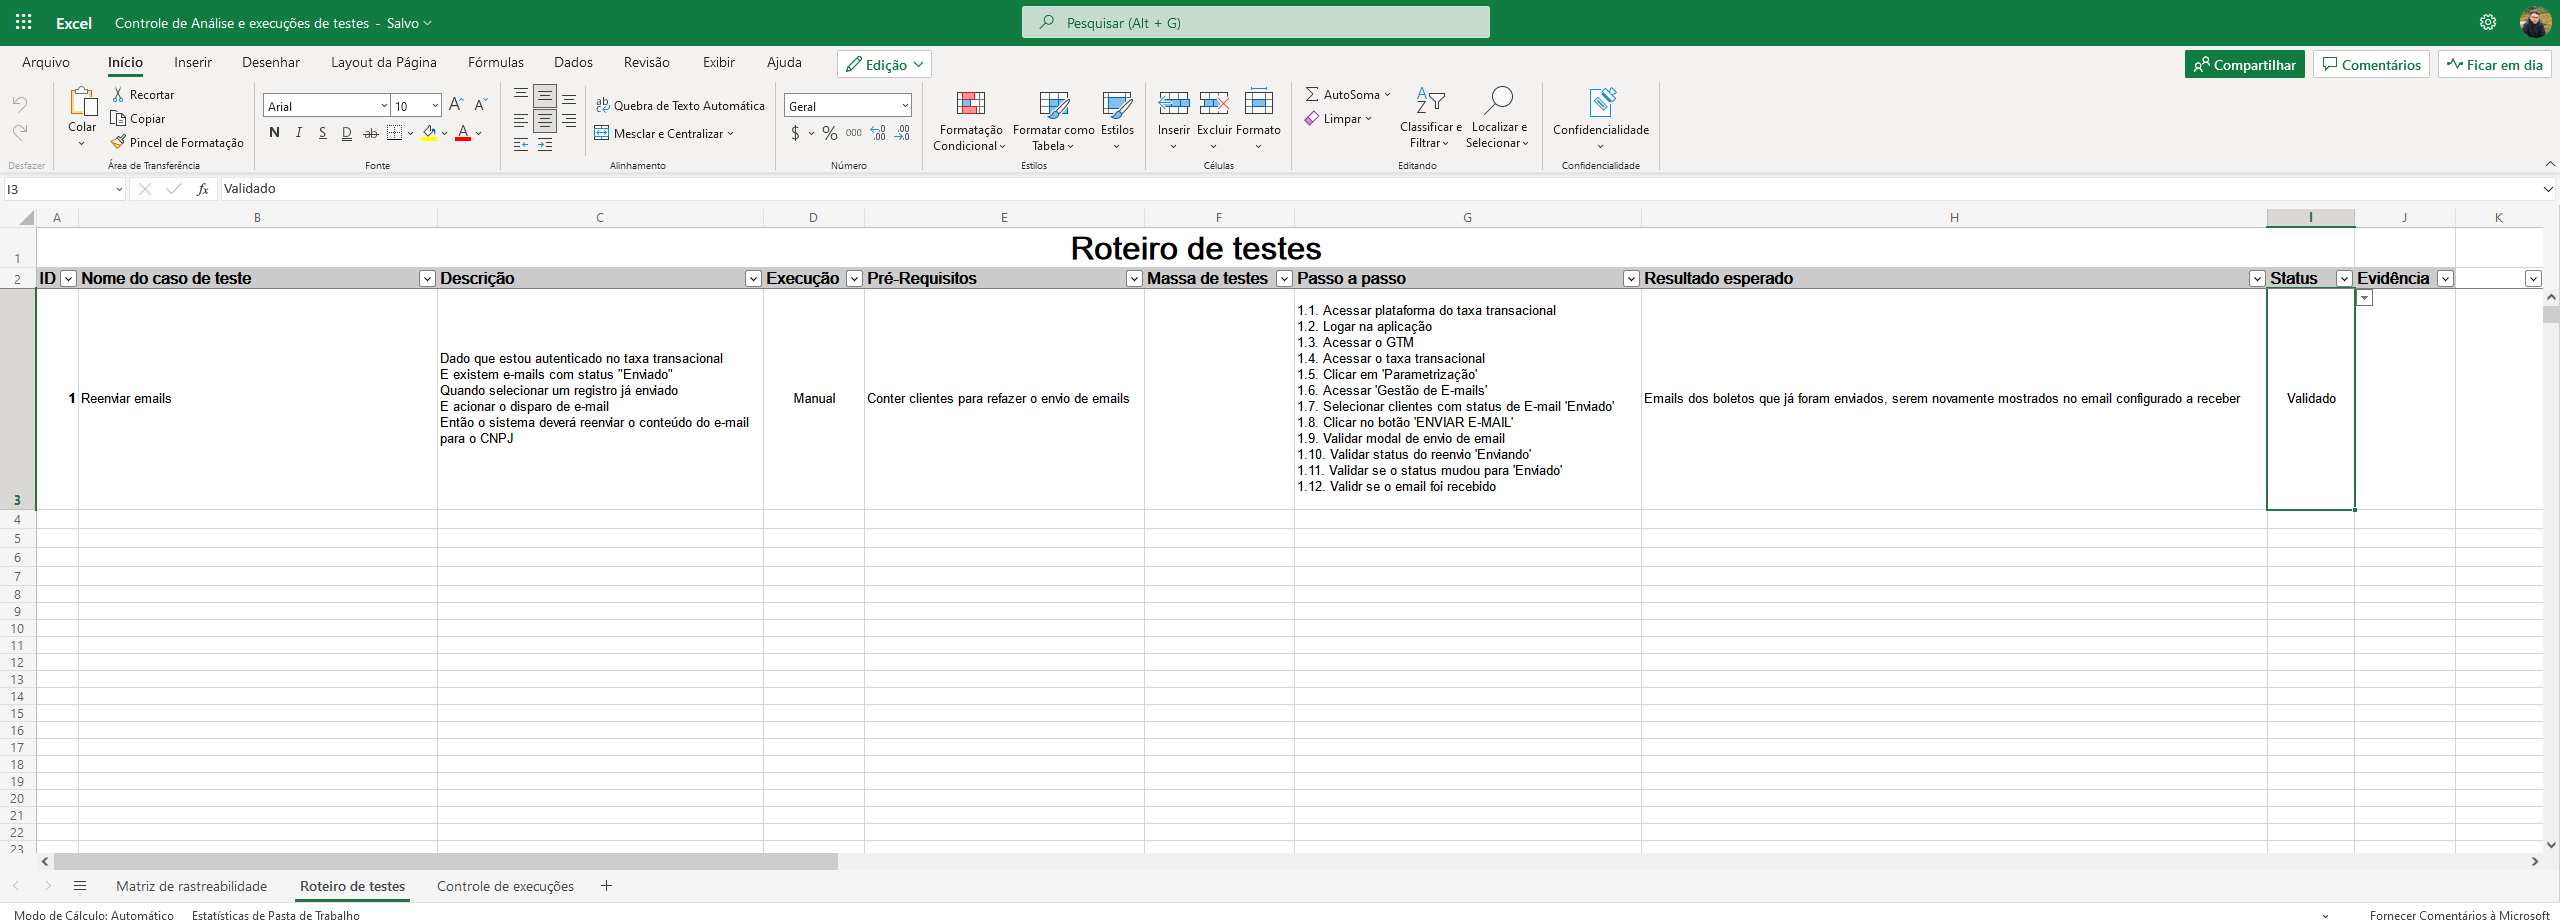 Excel
Controle de Análise e execuções de testes - Salvo
Pesquisar (Alt + G)
Arquivo
Início
Inserir
Desenhar
Layout da Página
Fórmulas
Dados
Revisão
Exibir
Ajuda
Edição
Compartilhar
Comentários
Ficar em dia
Desfazer
Colar
Recortar
Copiar
Pincel de Formatação
Área de Transferência
Arial
10
A A
N I S D ab A
Fonte
ab Quebra de Texto Automática
Mesclar e Centralizar
Alinhamento
Geral
$ % 000 ,00 ,00
Número
Formatação
Condicional
Formatar como
Tabela
Estilos
Estilos
Inserir
Excluir
Formato
Células
AutoSoma
Limpar
Classificar e
Filtrar
Localizar e
Selecionar
Editando
Confidencialidade
Confidencialidade
I3
fx
Validado
A B C D E F G H I J K
1
Roteiro de testes
2
ID
Nome do caso de teste
Descrição
Execução
Pré-Requisitos
Massa de testes
Passo a passo
Resultado esperado
Status
Evidência
3
1
Reenviar emails
Dado que estou autenticado no taxa transacional
E existem e-mails com status "Enviado"
Quando selecionar um registro já enviado
E acionar o disparo de e-mail
Então o sistema deverá reenviar o conteúdo do e-mail
para o CNPJ
Manual
Conter clientes para refazer o envio de emails
1.1. Acessar plataforma do taxa transacional
1.2. Logar na aplicação
1.3. Acessar o GTM
1.4. Acessar o taxa transacional
1.5. Clicar em 'Parametrização'
1.6. Acessar 'Gestão de E-mails'
1.7. Selecionar clientes com status de E-mail 'Enviado'
1.8. Clicar no botão 'ENVIAR E-MAIL'
1.9. Validar modal de envio de email
1.10. Validar status do reenvio 'Enviando'
1.11. Validar se o status mudou para 'Enviado'
1.12. Validr se o email foi recebido
Emails dos boletos que já foram enviados, serem novamente mostrados no email configurado a receber
Validado
4
5
6
7
8
9
10
11
12
13
14
15
16
17
18
19
20
21
22
23
Matriz de rastreabilidade
Roteiro de testes
Controle de execuções
Modo de Cálculo: Automático
Estatísticas de Pasta de Trabalho
Fornecer Comentários à Microsoft